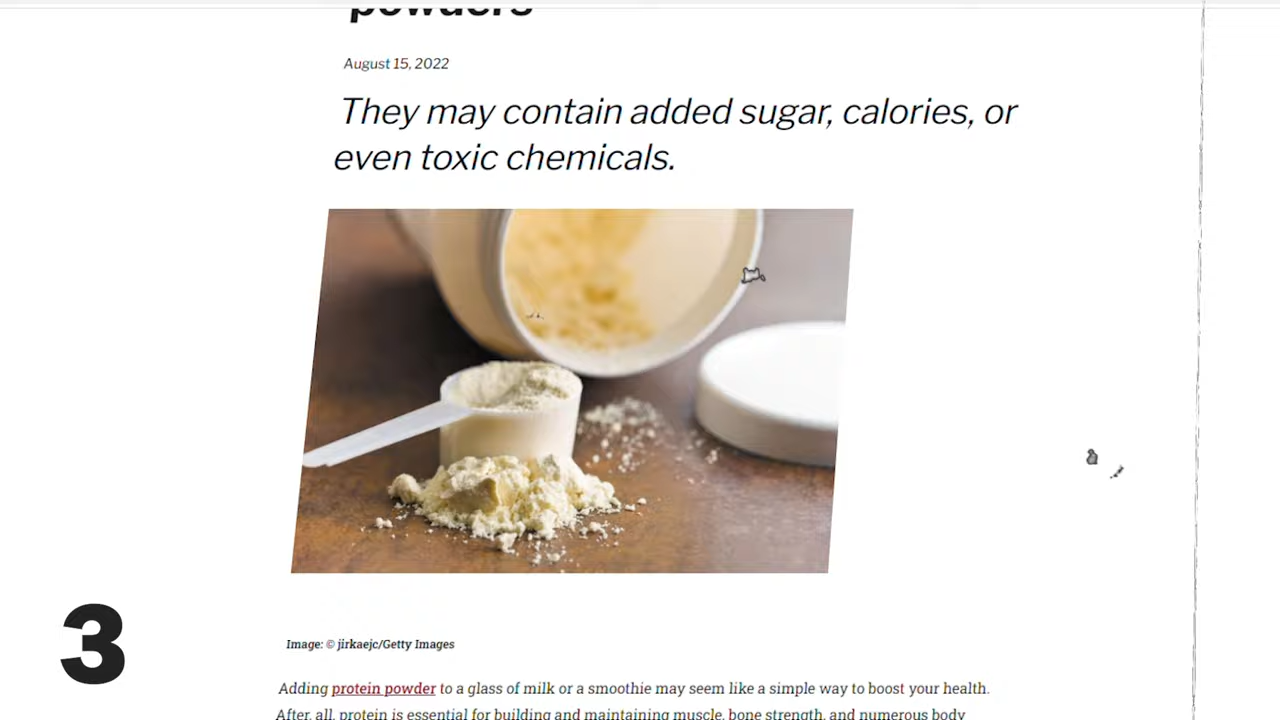 powders
August 15, 2022
They may contain added sugar, calories, or
even toxic chemicals.
3
Image: © jirkaejc/Getty Images
Adding protein powder to a glass of milk or a smoothie may seem like a simple way to boost your health.
After, all, protein is essential for building and maintaining muscle, bone strength, and numerous body